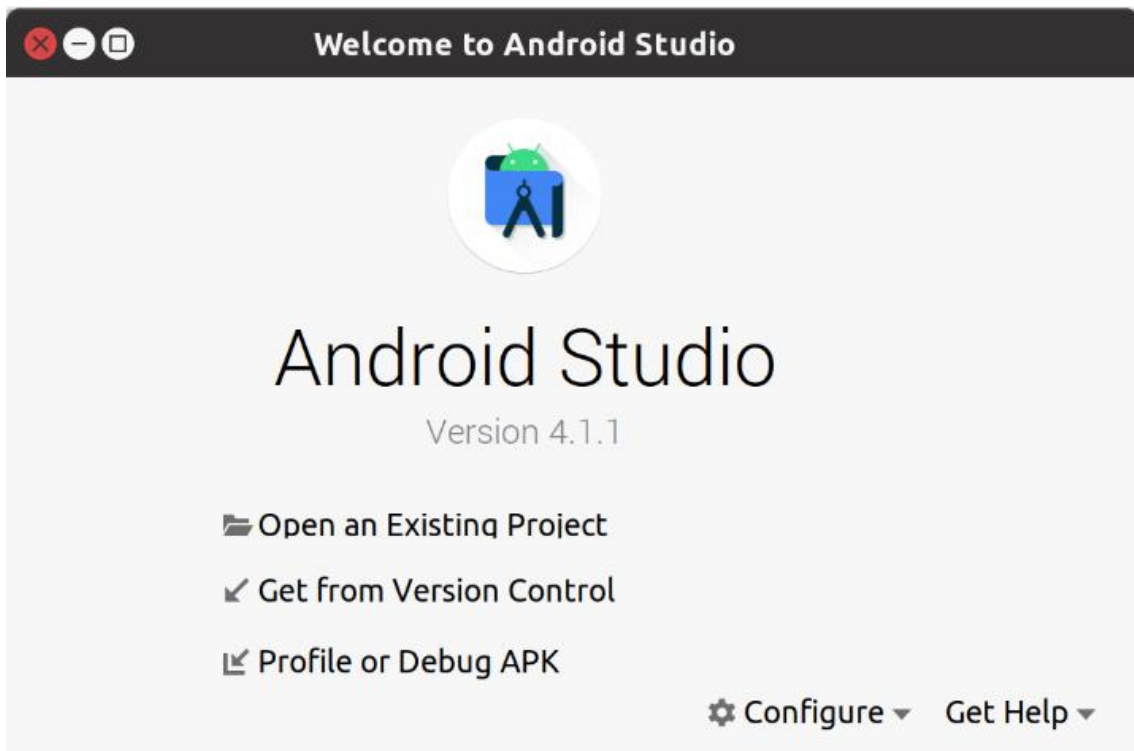 Welcome to Android Studio
Android Studio
Version 4.1.1
Open an Existing Project
Get from Version Control
Profile or Debug APK
Configure Get Help